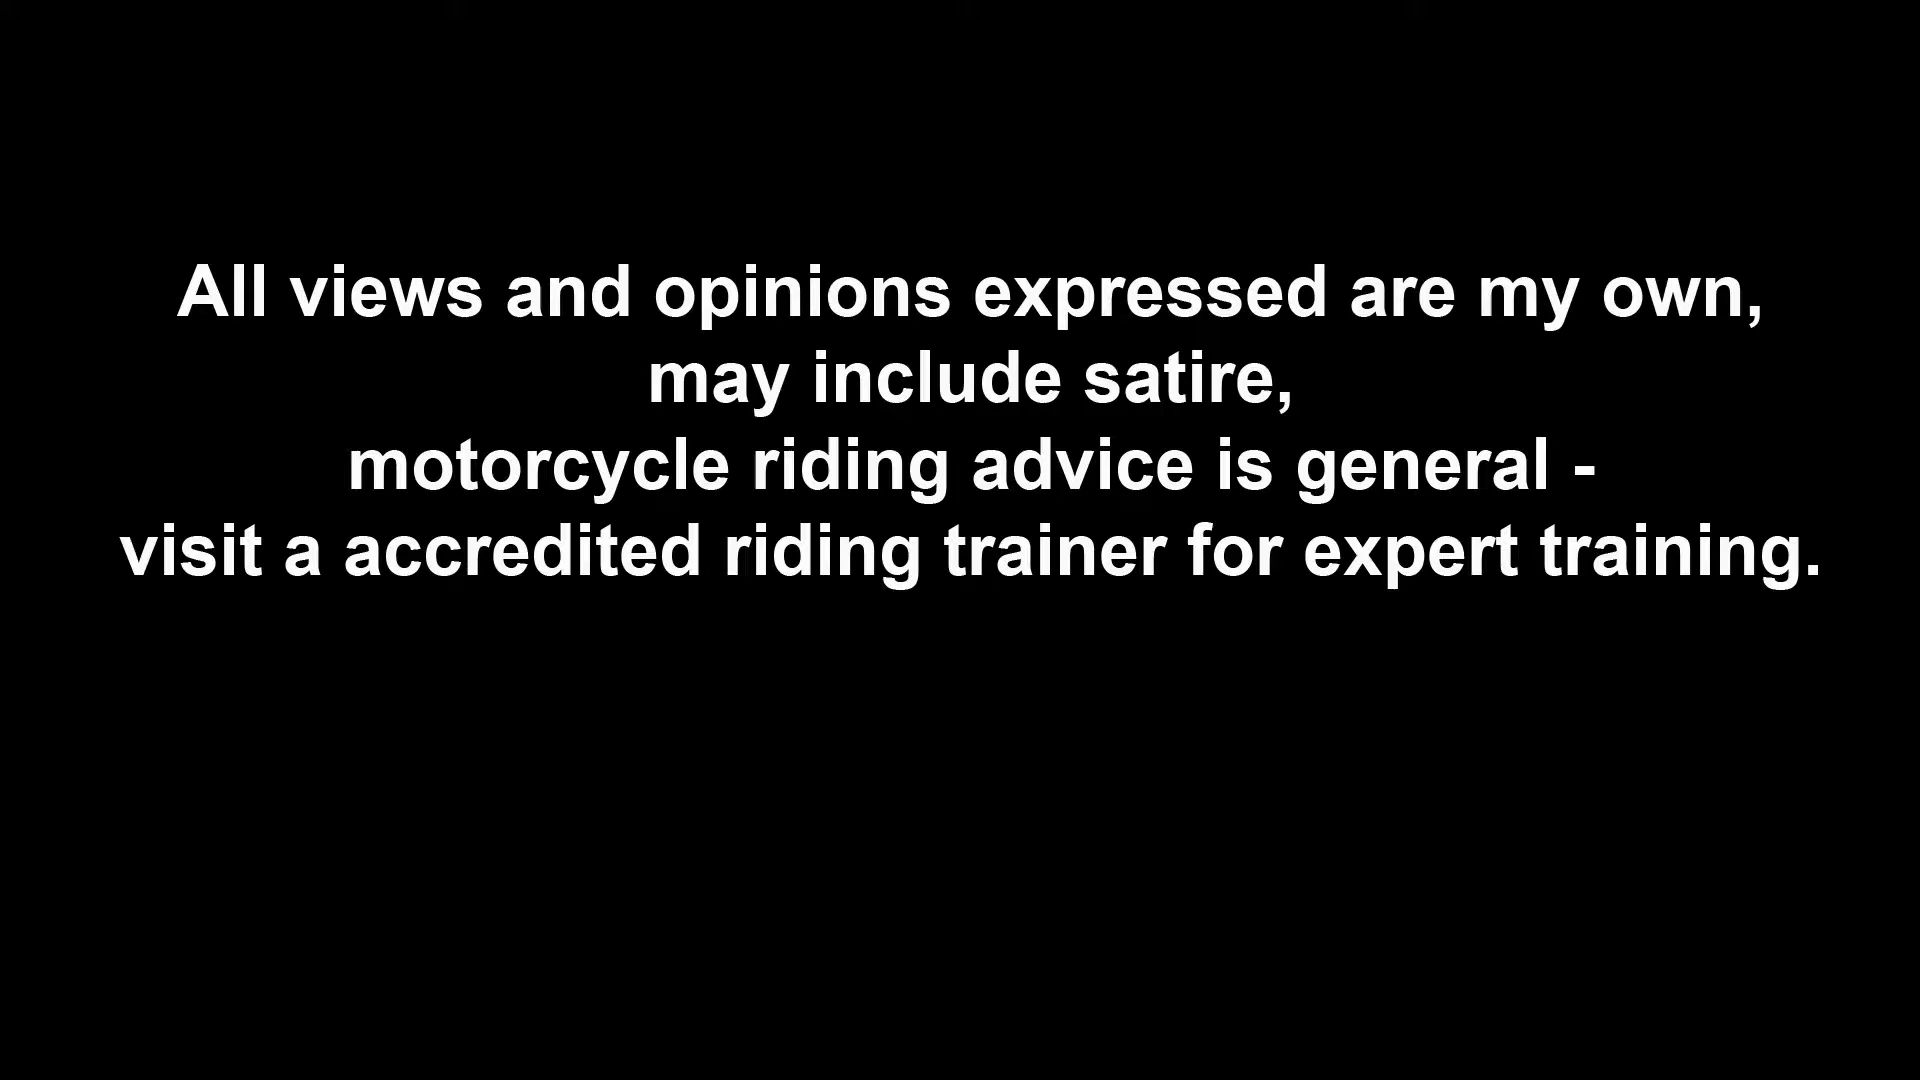 All views and opinions expressed are my own,
may include satire,
motorcycle riding advice is general -
visit a accredited riding trainer for expert training.